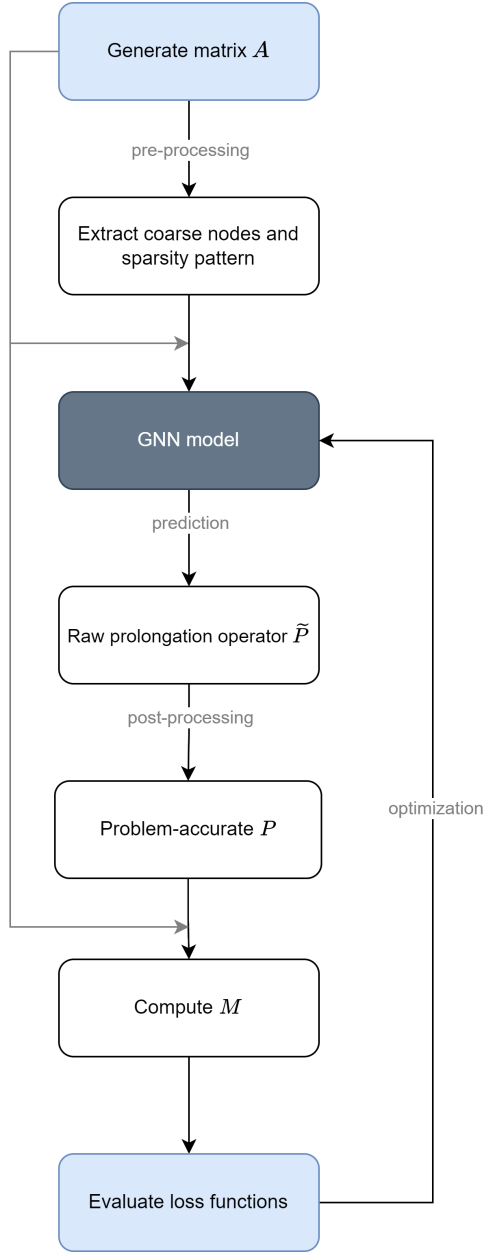 Generate matrix A
pre-processing
Extract coarse nodes and
sparsity pattern
GNN model
prediction
Raw prolongation operator P̃
post-processing
optimization
Problem-accurate P
Compute M
Evaluate loss functions